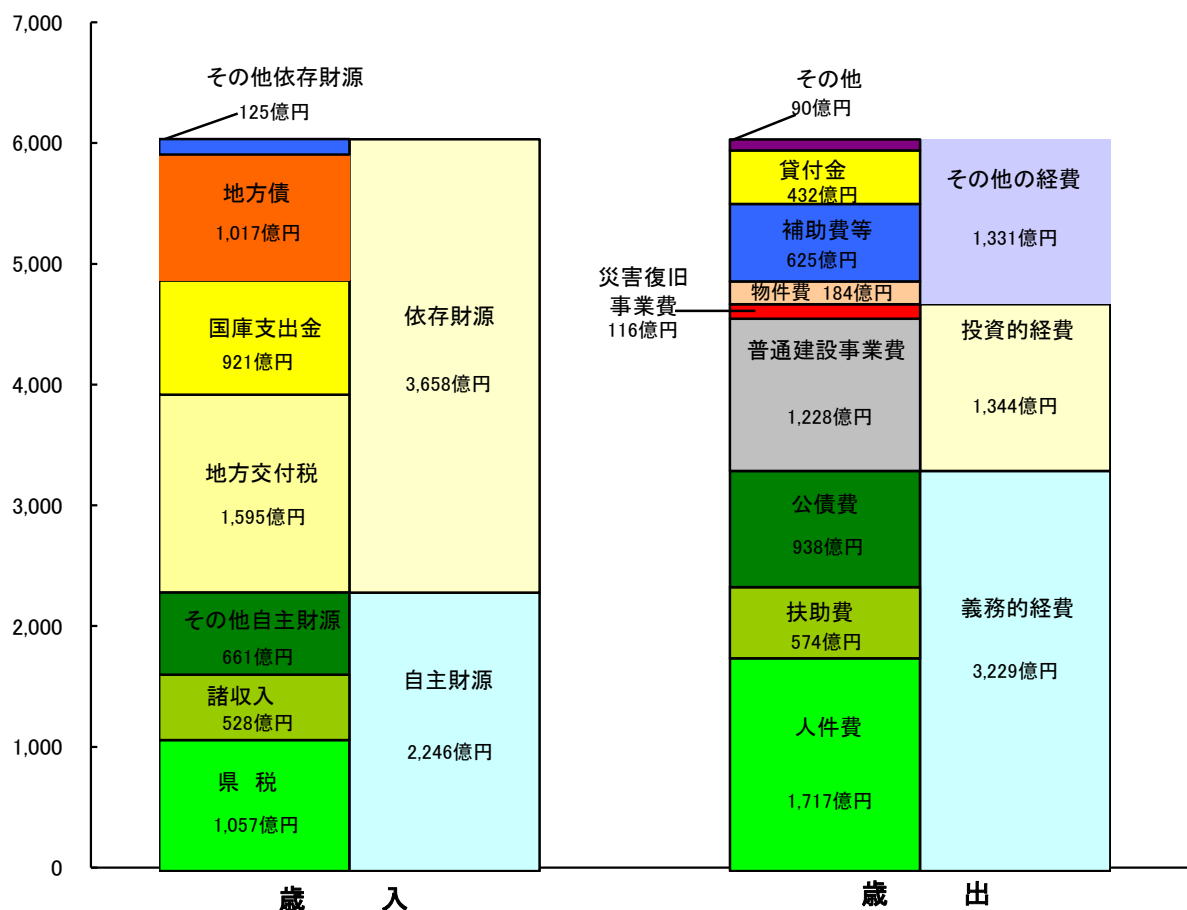 7,000
6,000
5,000
4,000
3,000
2,000
1,000
0
その他依存財源
125億円
地方債
1,017億円
国庫支出金
921億円
地方交付税
1,595億円
その他自主財源
661億円
諸収入
528億円
県 税
1,057億円
依存財源
3,658億円
自主財源
2,246億円
歳 入
その他
90億円
貸付金
432億円
補助費等
625億円
物件費 184億円
災害復旧
事業費
116億円
普通建設事業費
1,228億円
公債費
938億円
扶助費
574億円
人件費
1,717億円
その他の経費
1,331億円
投資的経費
1,344億円
義務的経費
3,229億円
歳 出